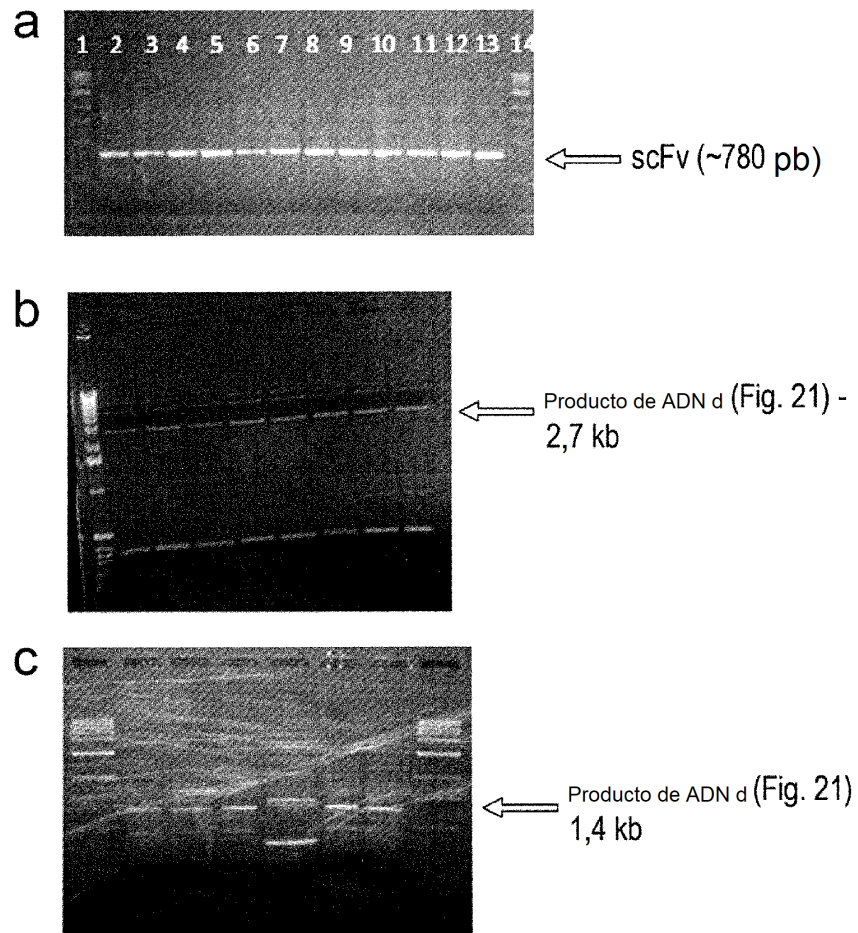 a
1 2 3 4 5 6 7 8 9 10 11 12 13 14
scFv (~780 pb)
b
Producto de ADN d (Fig. 21) -
2,7 kb
c
Producto de ADN d (Fig. 21)
1,4 kb